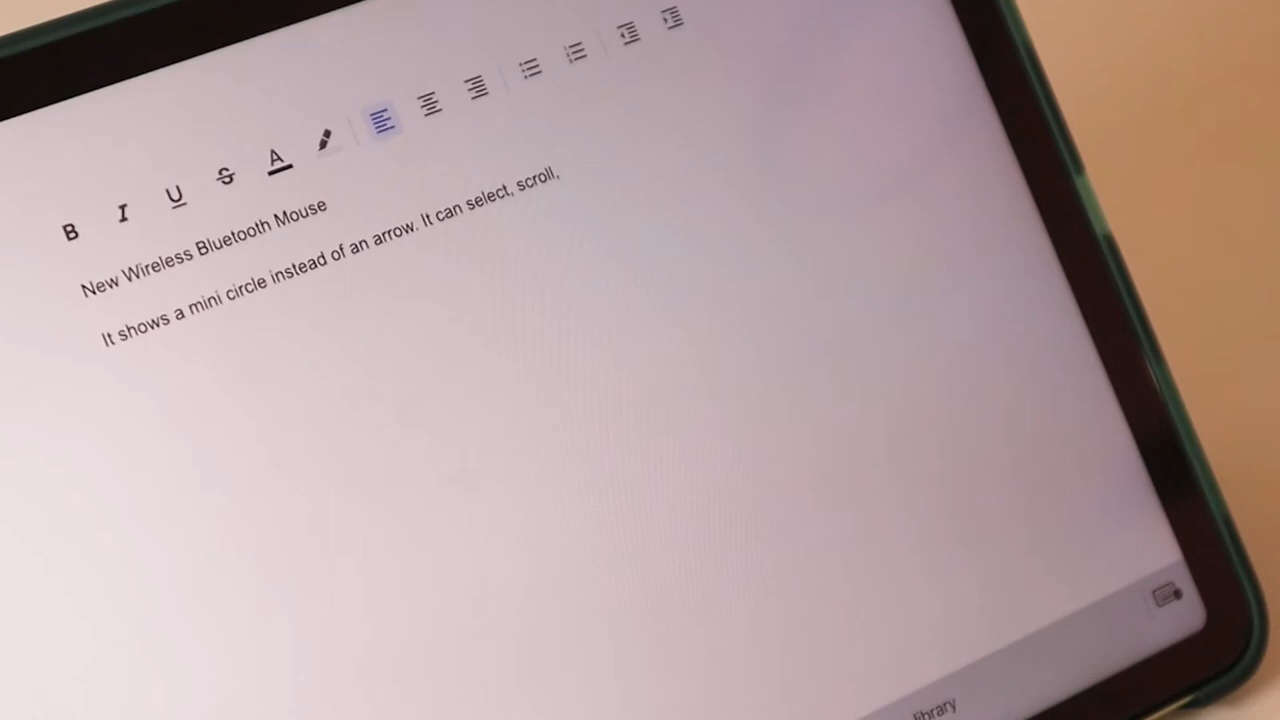 B I U S A
New Wireless Bluetooth Mouse
It shows a mini circle instead of an arrow. It can select, scroll,
library